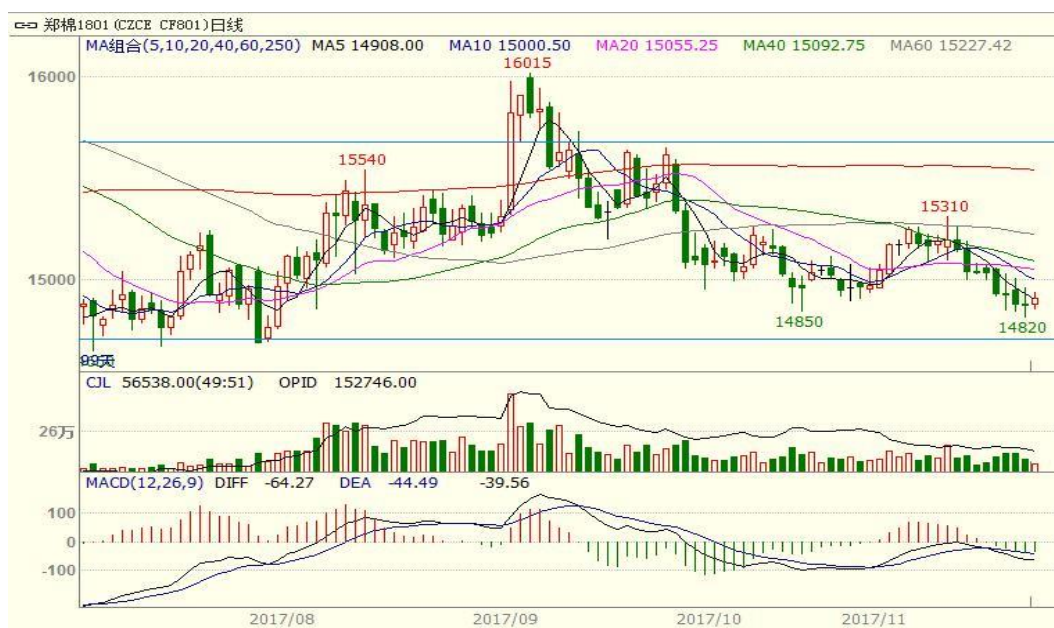 郑棉1801 (CZCE CF801)日线
MA组合(5,10,20,40,60,250) MA5 14908.00 MA10 15000.50 MA20 15055.25 MA40 15092.75 MA60 15227.42
16015
16000
15540
15310
15000
14850
14820
99天
CJL 56538.00(49:51) OPID 152746.00
26万
MACD(12,26,9) DIFF -64.27 DEA -44.49 -39.56
100
0
-100
2017/08 2017/09 2017/10 2017/11